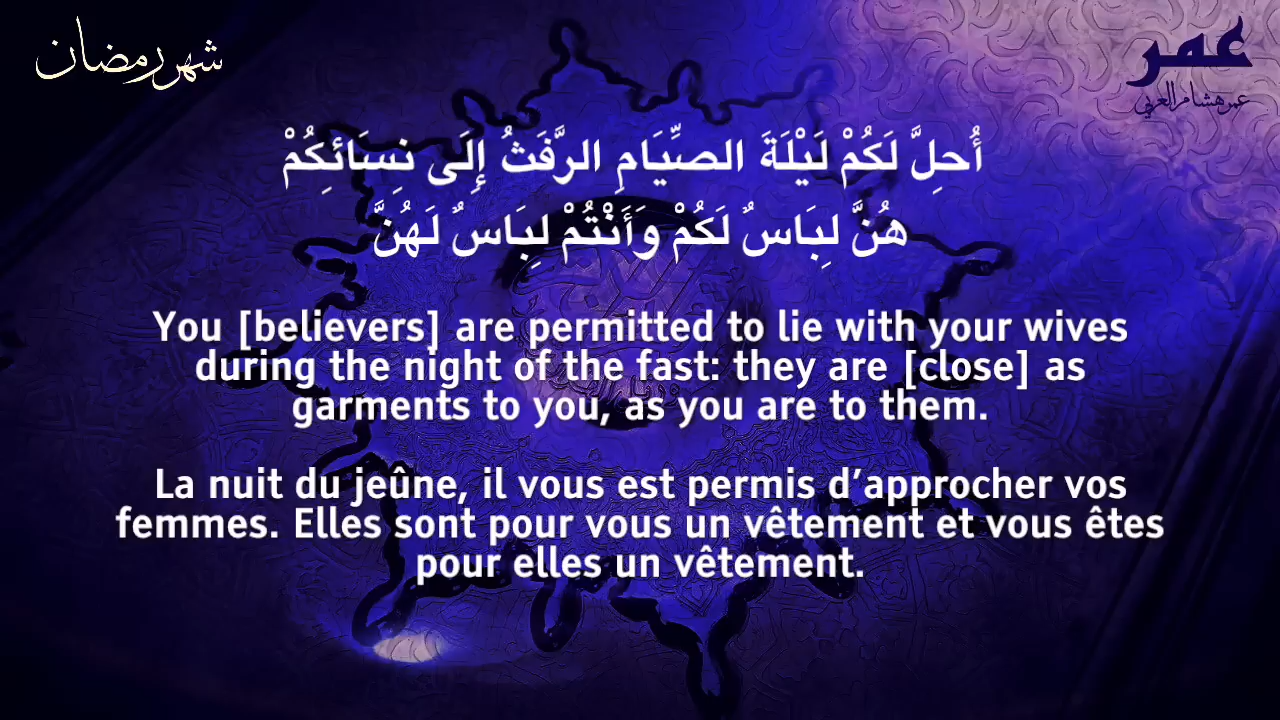 شهر رمضان
عمر
عمر هشام العربي
أُحِلَّ لَكُمْ لَيْلَةَ الصِّيَامِ الرَّفَثُ إِلَى نِسَائِكُمْ
هُنَّ لِبَاسٌ لَكُمْ وَأَنْتُمْ لِبَاسٌ لَهُنَّ
You [believers] are permitted to lie with your wives
during the night of the fast: they are [close] as
garments to you, as you are to them.
La nuit du jeûne, il vous est permis d’approcher vos
femmes. Elles sont pour vous un vêtement et vous êtes
pour elles un vêtement.